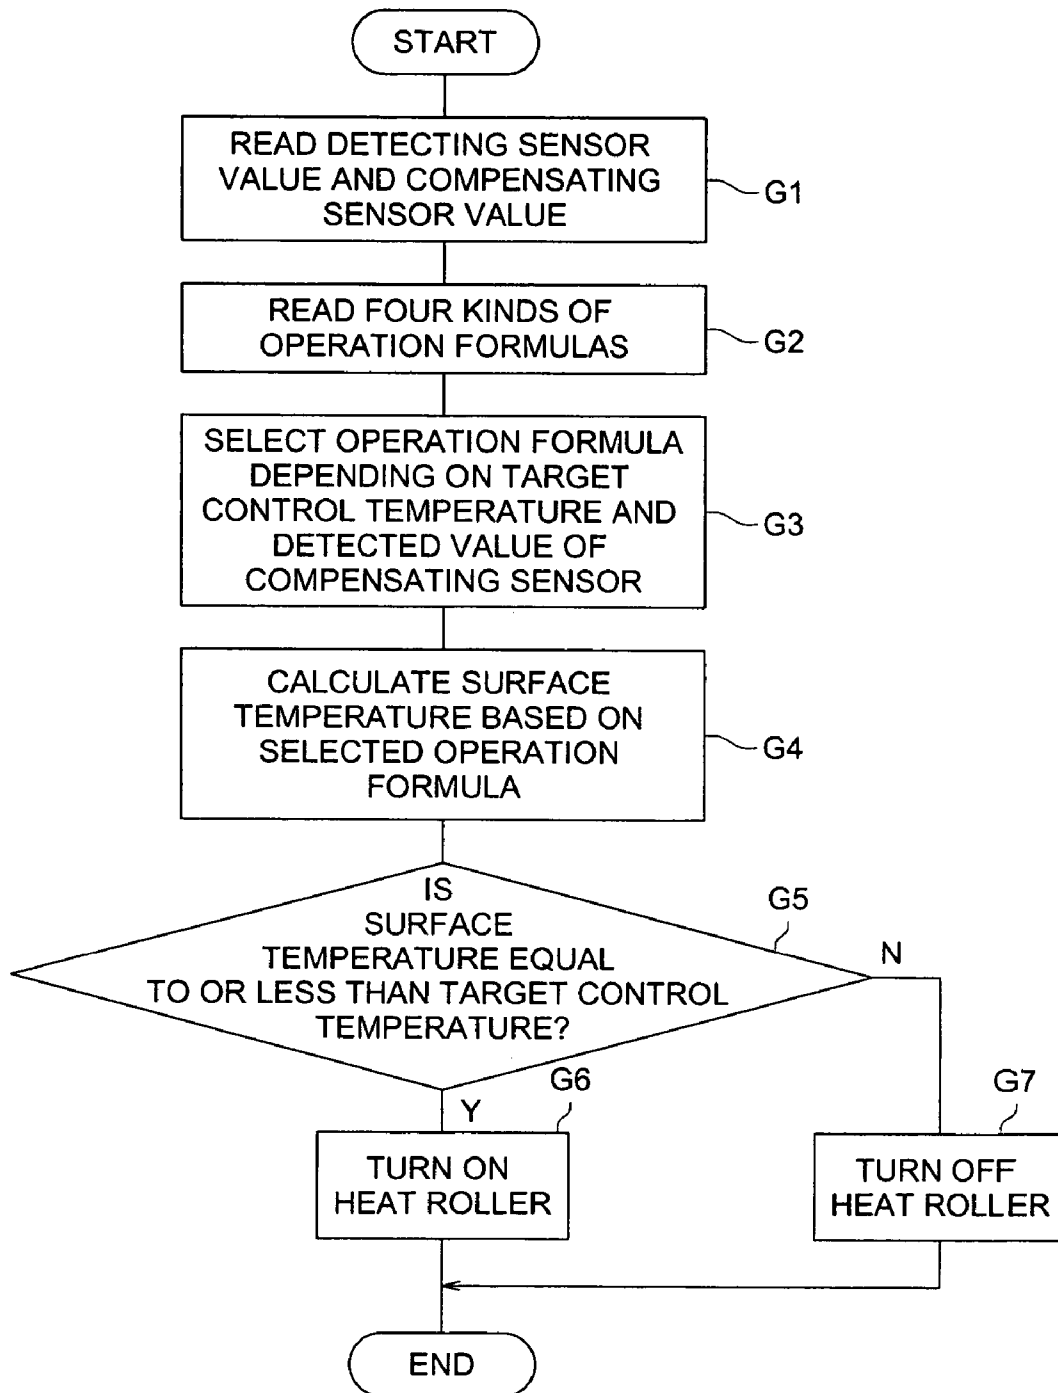 START
READ DETECTING SENSOR
VALUE AND COMPENSATING
SENSOR VALUE
G1
READ FOUR KINDS OF
OPERATION FORMULAS
G2
SELECT OPERATION FORMULA
DEPENDING ON TARGET
CONTROL TEMPERATURE AND
DETECTED VALUE OF
COMPENSATING SENSOR
G3
CALCULATE SURFACE
TEMPERATURE BASED ON
SELECTED OPERATION
FORMULA
G4
IS
SURFACE
TEMPERATURE EQUAL
TO OR LESS THAN TARGET CONTROL
TEMPERATURE?
G5
N
Y
G6
TURN ON
HEAT ROLLER
G7
TURN OFF
HEAT ROLLER
END